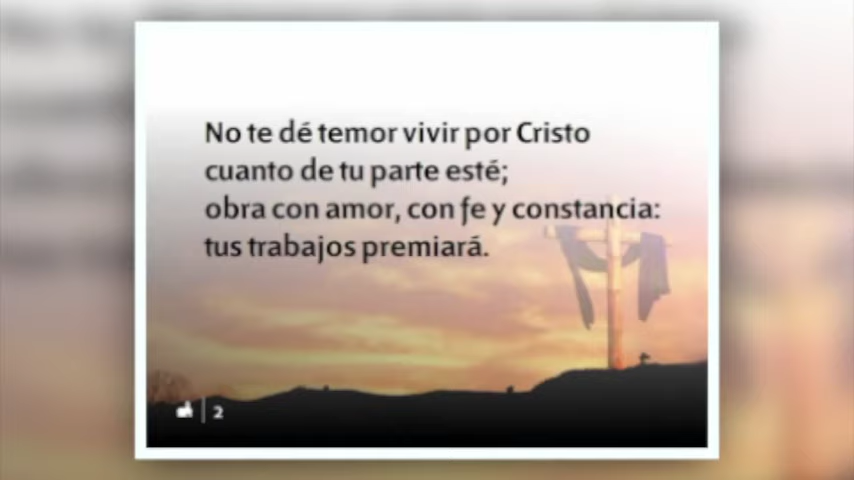 No te dé temor vivir por Cristo
cuanto de tu parte esté;
obra con amor, con fe y constancia:
tus trabajos premiará.
2